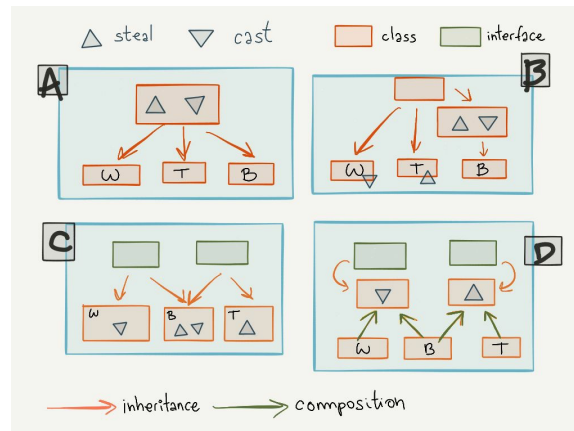 steal cast class interface
A
W T B
B
W T B
C
W B T
D
W B T
inheritance composition